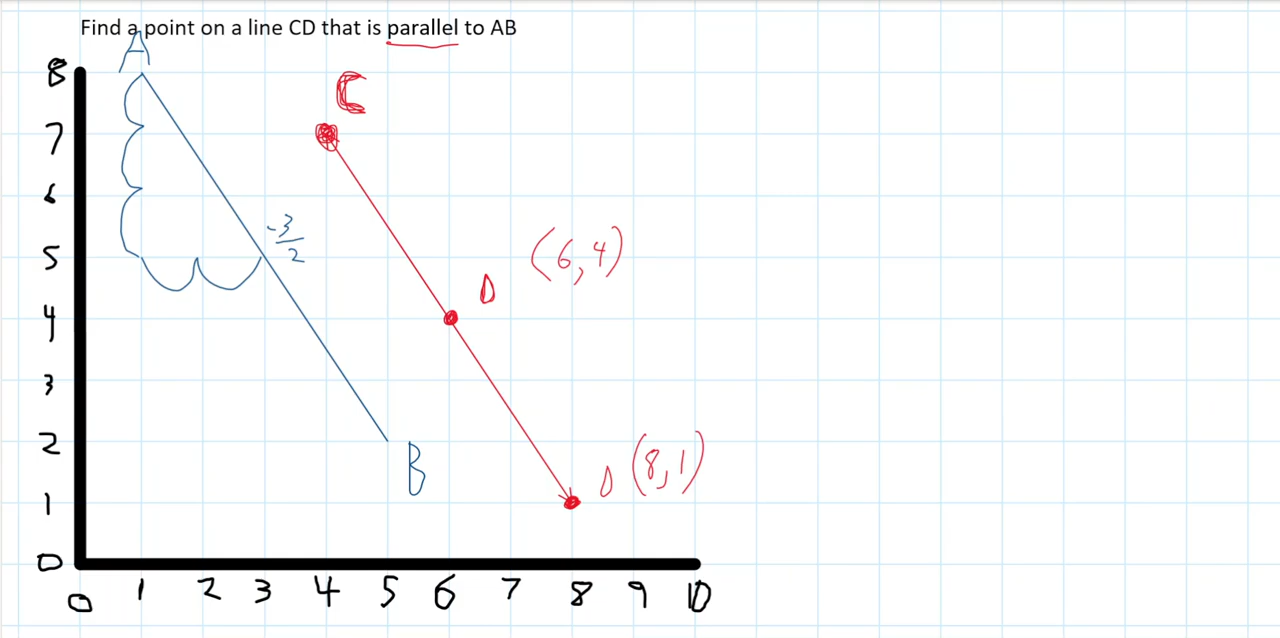 Find a point on a line CD that is parallel to AB
A
8
C
7
6
-3/2
(6,4)
5
D
4
3
2
B
D (8,1)
1
0
0 1 2 3 4 5 6 7 8 9 10